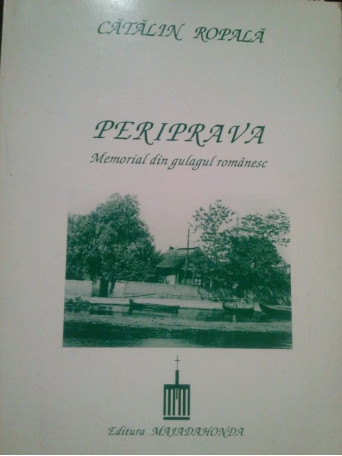 CĂTĂLIN ROPALĂ
PERIPRAVA
Memorial din gulagul românesc
Editura MAJADAHONDA